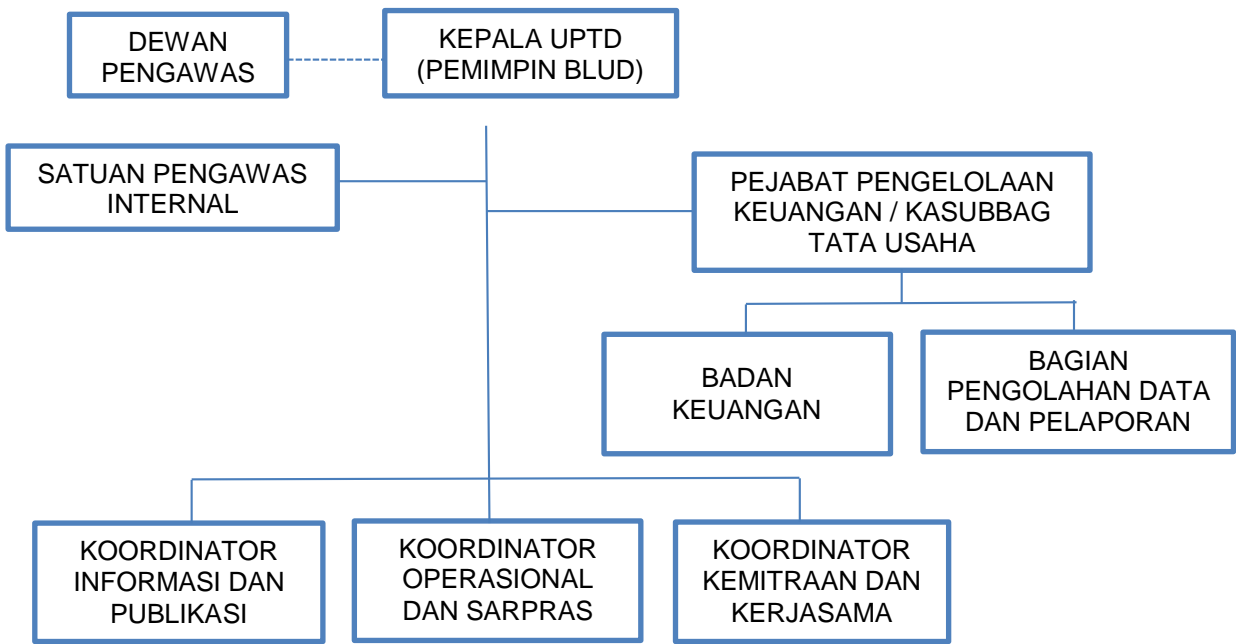 DEWAN
PENGAWAS
KEPALA UPTD
(PEMIMPIN BLUD)
SATUAN PENGAWAS
INTERNAL
PEJABAT PENGELOLAAN
KEUANGAN / KASUBBAG
TATA USAHA
BADAN
KEUANGAN
BAGIAN
PENGOLAHAN DATA
DAN PELAPORAN
KOORDINATOR
INFORMASI DAN
PUBLIKASI
KOORDINATOR
OPERASIONAL
DAN SARPRAS
KOORDINATOR
KEMITRAAN DAN
KERJASAMA